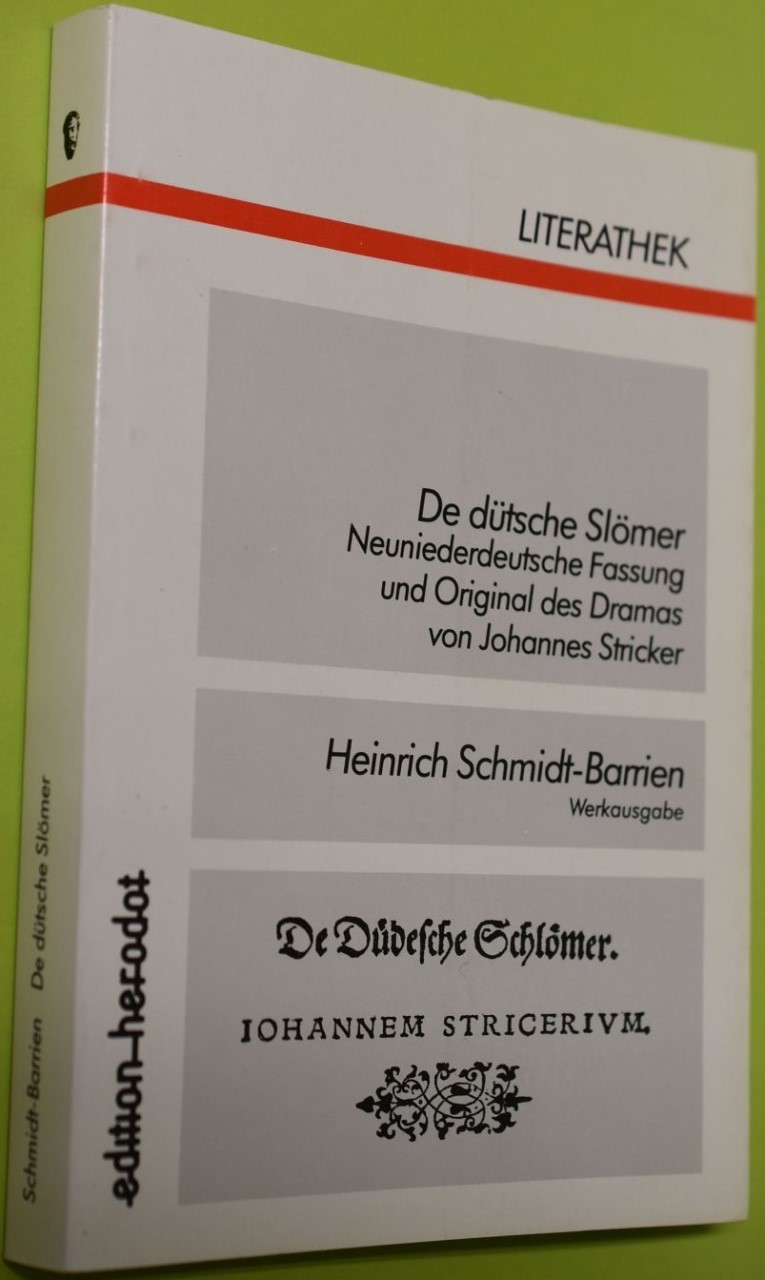 LITERATHEK
De dütsche Slömer
Neuniederdeutsche Fassung
und Original des Dramas
von Johannes Stricker
Heinrich Schmidt-Barrien
Werkausgabe
De Düdesche Schlömer.
IOHANNEM STRICERIVM.
edition herodot
Schmidt-Barrien De dütsche Slömer